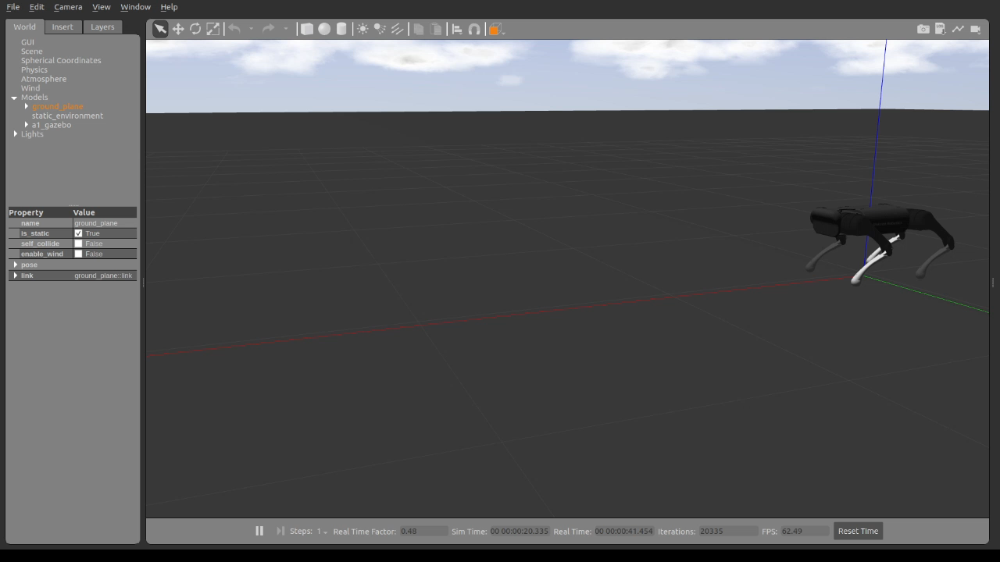 File Edit Camera View Window Help
World Insert Layers
GUI
Scene
Spherical Coordinates
Physics
Atmosphere
Wind
Models
ground_plane
static_environment
a1_gazebo
Lights
Property Value
name ground_plane
is_static True
self_collide False
enable_wind False
pose
link ground_plane::link
Steps: 1 Real Time Factor: 0.48 Sim Time: 00 00:00:20.335 Real Time: 00 00:00:41.454 Iterations: 20335 FPS: 62.49 Reset Time